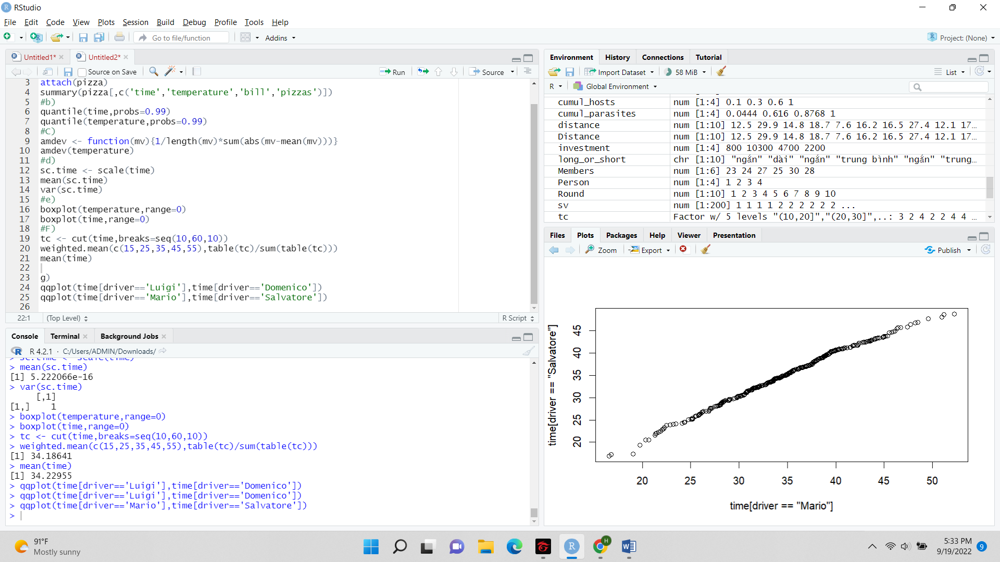 RStudio
File Edit Code View Plots Session Build Debug Profile Tools Help
Go to file/function Addins Project: (None)
Untitled1* Untitled2*
Source on Save Run Source
3 attach(pizza)
4 summary(pizza[,c('time','temperature','bill','pizzas')])
5 #b)
6 quantile(time,probs=0.99)
7 quantile(temperature,probs=0.99)
8 #C)
9 amdev <- function(mv){1/length(mv)*sum(abs(mv-mean(mv)))}
10 amdev(temperature)
11 #d)
12 sc.time <- scale(time)
13 mean(sc.time)
14 var(sc.time)
15 #e)
16 boxplot(temperature,range=0)
17 boxplot(time,range=0)
18 #F)
19 tc <- cut(time,breaks=seq(10,60,10))
20 weighted.mean(c(15,25,35,45,55),table(tc)/sum(table(tc)))
21 mean(time)
22
23 g)
24 qqplot(time[driver=='Luigi'],time[driver=='Domenico'])
25 qqplot(time[driver=='Mario'],time[driver=='Salvatore'])
26
22:1 (Top Level) R Script
Console Terminal Background Jobs
R 4.2.1 · C:/Users/ADMIN/Downloads/
> sc.time <- scale(time)
> mean(sc.time)
[1] 5.222066e-16
> var(sc.time)
[,1]
[1,] 1
> boxplot(temperature,range=0)
> boxplot(time,range=0)
> tc <- cut(time,breaks=seq(10,60,10))
> weighted.mean(c(15,25,35,45,55),table(tc)/sum(table(tc)))
[1] 34.18641
> mean(time)
[1] 34.22955
> qqplot(time[driver=='Luigi'],time[driver=='Domenico'])
> qqplot(time[driver=='Luigi'],time[driver=='Domenico'])
> qqplot(time[driver=='Mario'],time[driver=='Salvatore'])
>
Environment History Connections Tutorial
Import Dataset 58 MiB List
R Global Environment
cumul_hosts num [1:4] 0.1 0.3 0.6 1
cumul_parasites num [1:4] 0.0444 0.616 0.8768 1
distance num [1:10] 12.5 29.9 14.8 18.7 7.6 16.2 16.5 27.4 12.1 17…
Distance num [1:10] 12.5 29.9 14.8 18.7 7.6 16.2 16.5 27.4 12.1 17…
investment num [1:4] 800 10300 4700 2200
long_or_short chr [1:10] "ngắn" "dài" "ngắn" "trung bình" "ngắn" "trung…
Members num [1:6] 23 24 27 25 30 28
Person num [1:4] 1 2 3 4
Round num [1:10] 1 2 3 4 5 6 7 8 9 10
sv num [1:200] 1 1 1 1 2 2 2 2 2 2 ...
tc Factor w/ 5 levels "(10,20]","(20,30]",..: 3 2 4 2 2 4 4 …
Files Plots Packages Help Viewer Presentation
Zoom Export Publish
time[driver == "Salvatore"]
45
40
35
30
25
20
20 25 30 35 40 45 50
time[driver == "Mario"]
91°F
Mostly sunny
H
5:33 PM
9/19/2022
9